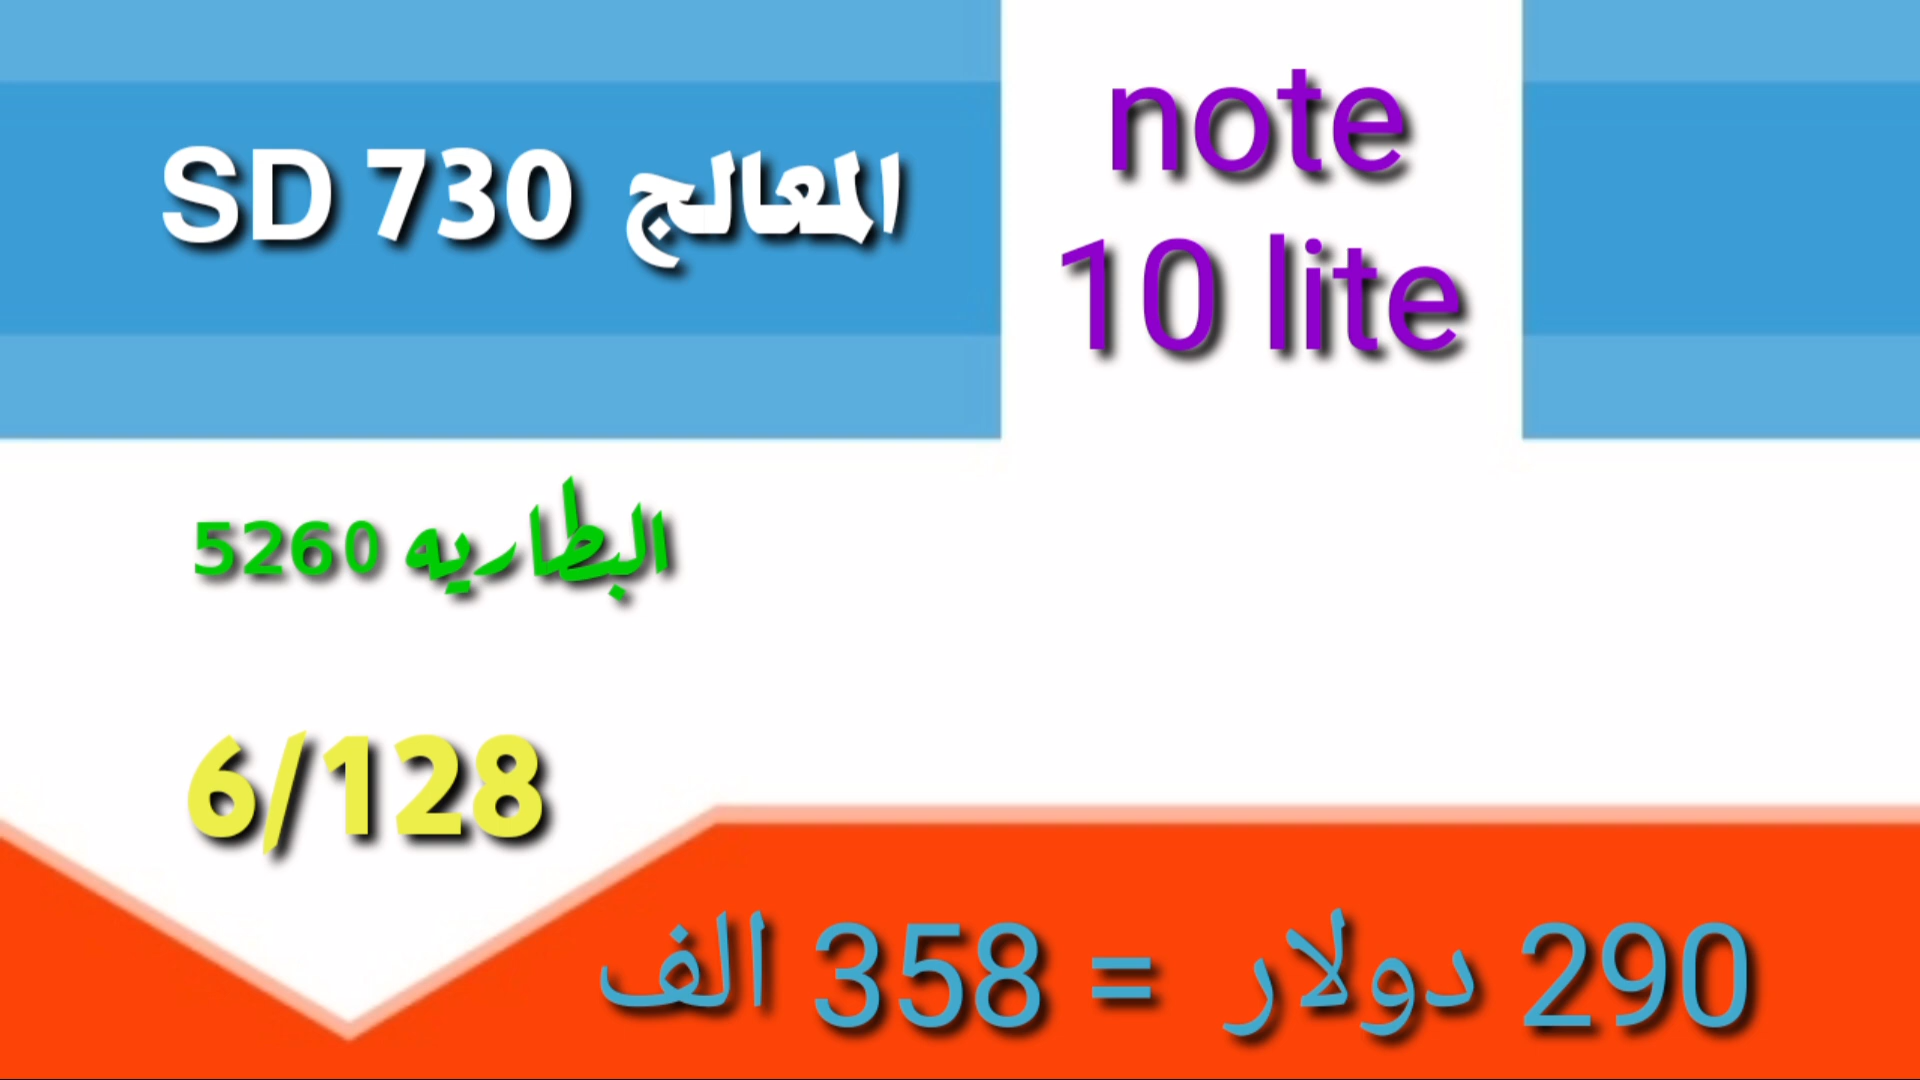 note
10 lite
المعالج SD 730
البطاريه 5260
6/128
290 دولار = 358 الف